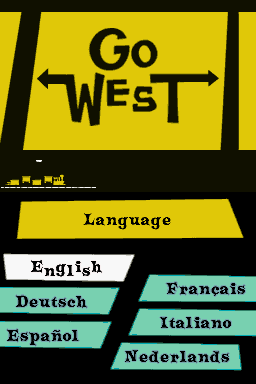 Go
West
Language
English
Deutsch
Español
Français
Italiano
Nederlands